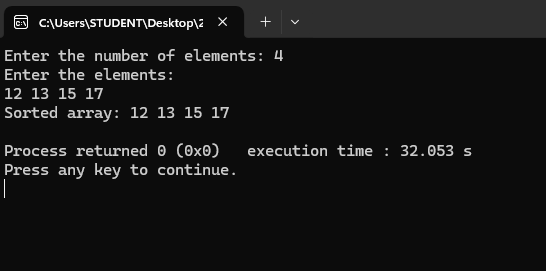 C:\Users\STUDENT\Desktop\2
Enter the number of elements: 4
Enter the elements:
12 13 15 17
Sorted array: 12 13 15 17
Process returned 0 (0x0)   execution time : 32.053 s
Press any key to continue.